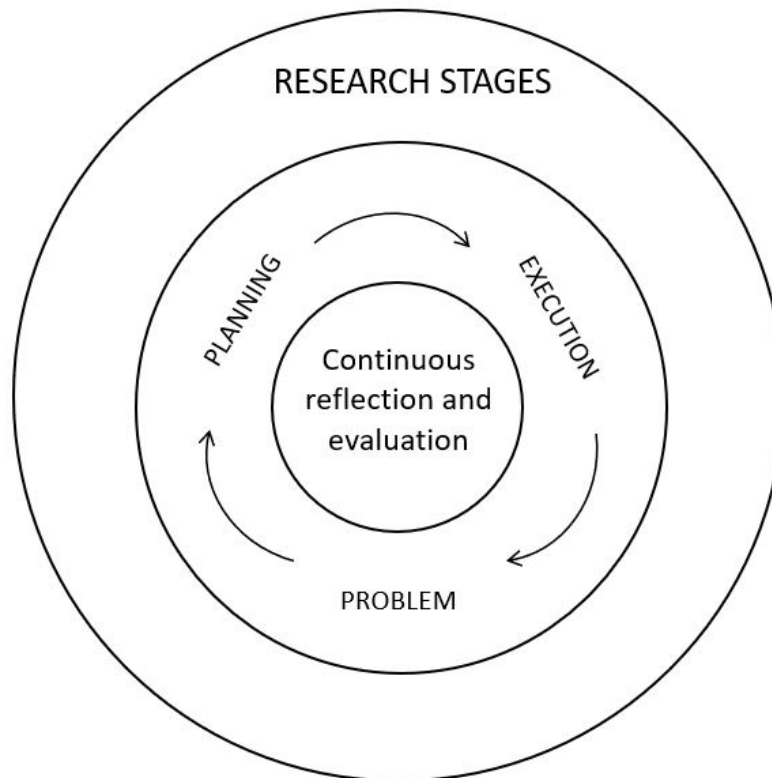 RESEARCH STAGES
PLANNING
EXECUTION
Continuous
reflection and
evaluation
PROBLEM